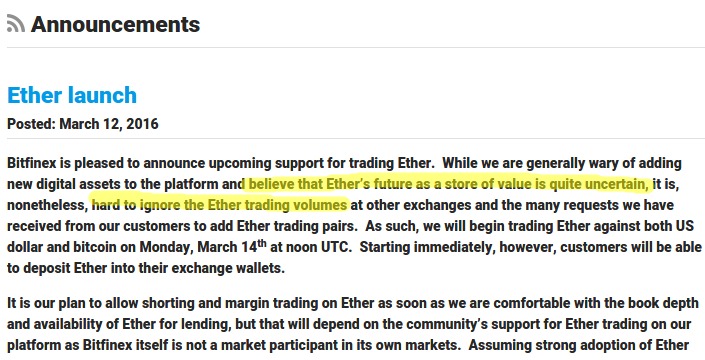 Announcements
Ether launch
Posted: March 12, 2016
Bitfinex is pleased to announce upcoming support for trading Ether.  While we are generally wary of adding
new digital assets to the platform and believe that Ether's future as a store of value is quite uncertain, it is,
nonetheless, hard to ignore the Ether trading volumes at other exchanges and the many requests we have
received from our customers to add Ether trading pairs.  As such, we will begin trading Ether against both US
dollar and bitcoin on Monday, March 14th at noon UTC.  Starting immediately, however, customers will be able
to deposit Ether into their exchange wallets.
It is our plan to allow shorting and margin trading on Ether as soon as we are comfortable with the book depth
and availability of Ether for lending, but that will depend on the community's support for Ether trading on our
platform as Bitfinex itself is not a market participant in its own markets.  Assuming strong adoption of Ether